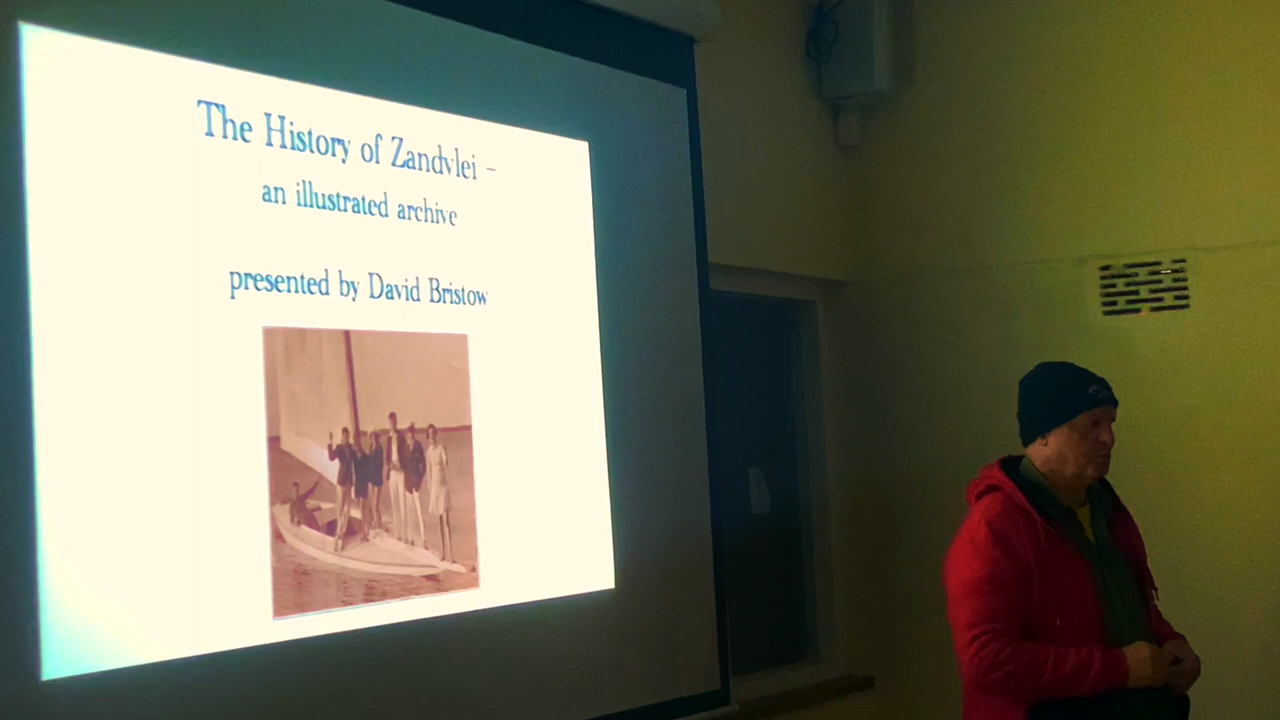 The History of Zandvlei –
an illustrated archive
presented by David Bristow